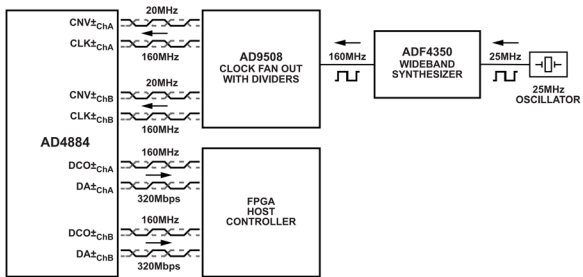 AD4884
20MHz
CNV±ChA
CLK±ChA
160MHz
20MHz
CNV±ChB
CLK±ChB
160MHz
160MHz
DCO±ChA
DA±ChA
320Mbps
160MHz
DCO±ChB
DA±ChB
320Mbps
AD9508
CLOCK FAN OUT
WITH DIVIDERS
160MHz
ADF4350
WIDEBAND
SYNTHESIZER
25MHz
25MHz
OSCILLATOR
FPGA
HOST
CONTROLLER